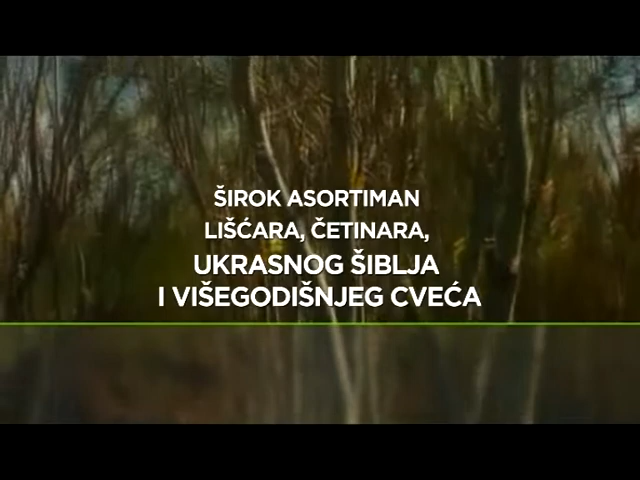 ŠIROK ASORTIMAN
LIŠĆARA, ČETINARA,
UKRASNOG ŠIBLJA
I VIŠEGODIŠNJEG CVEĆA